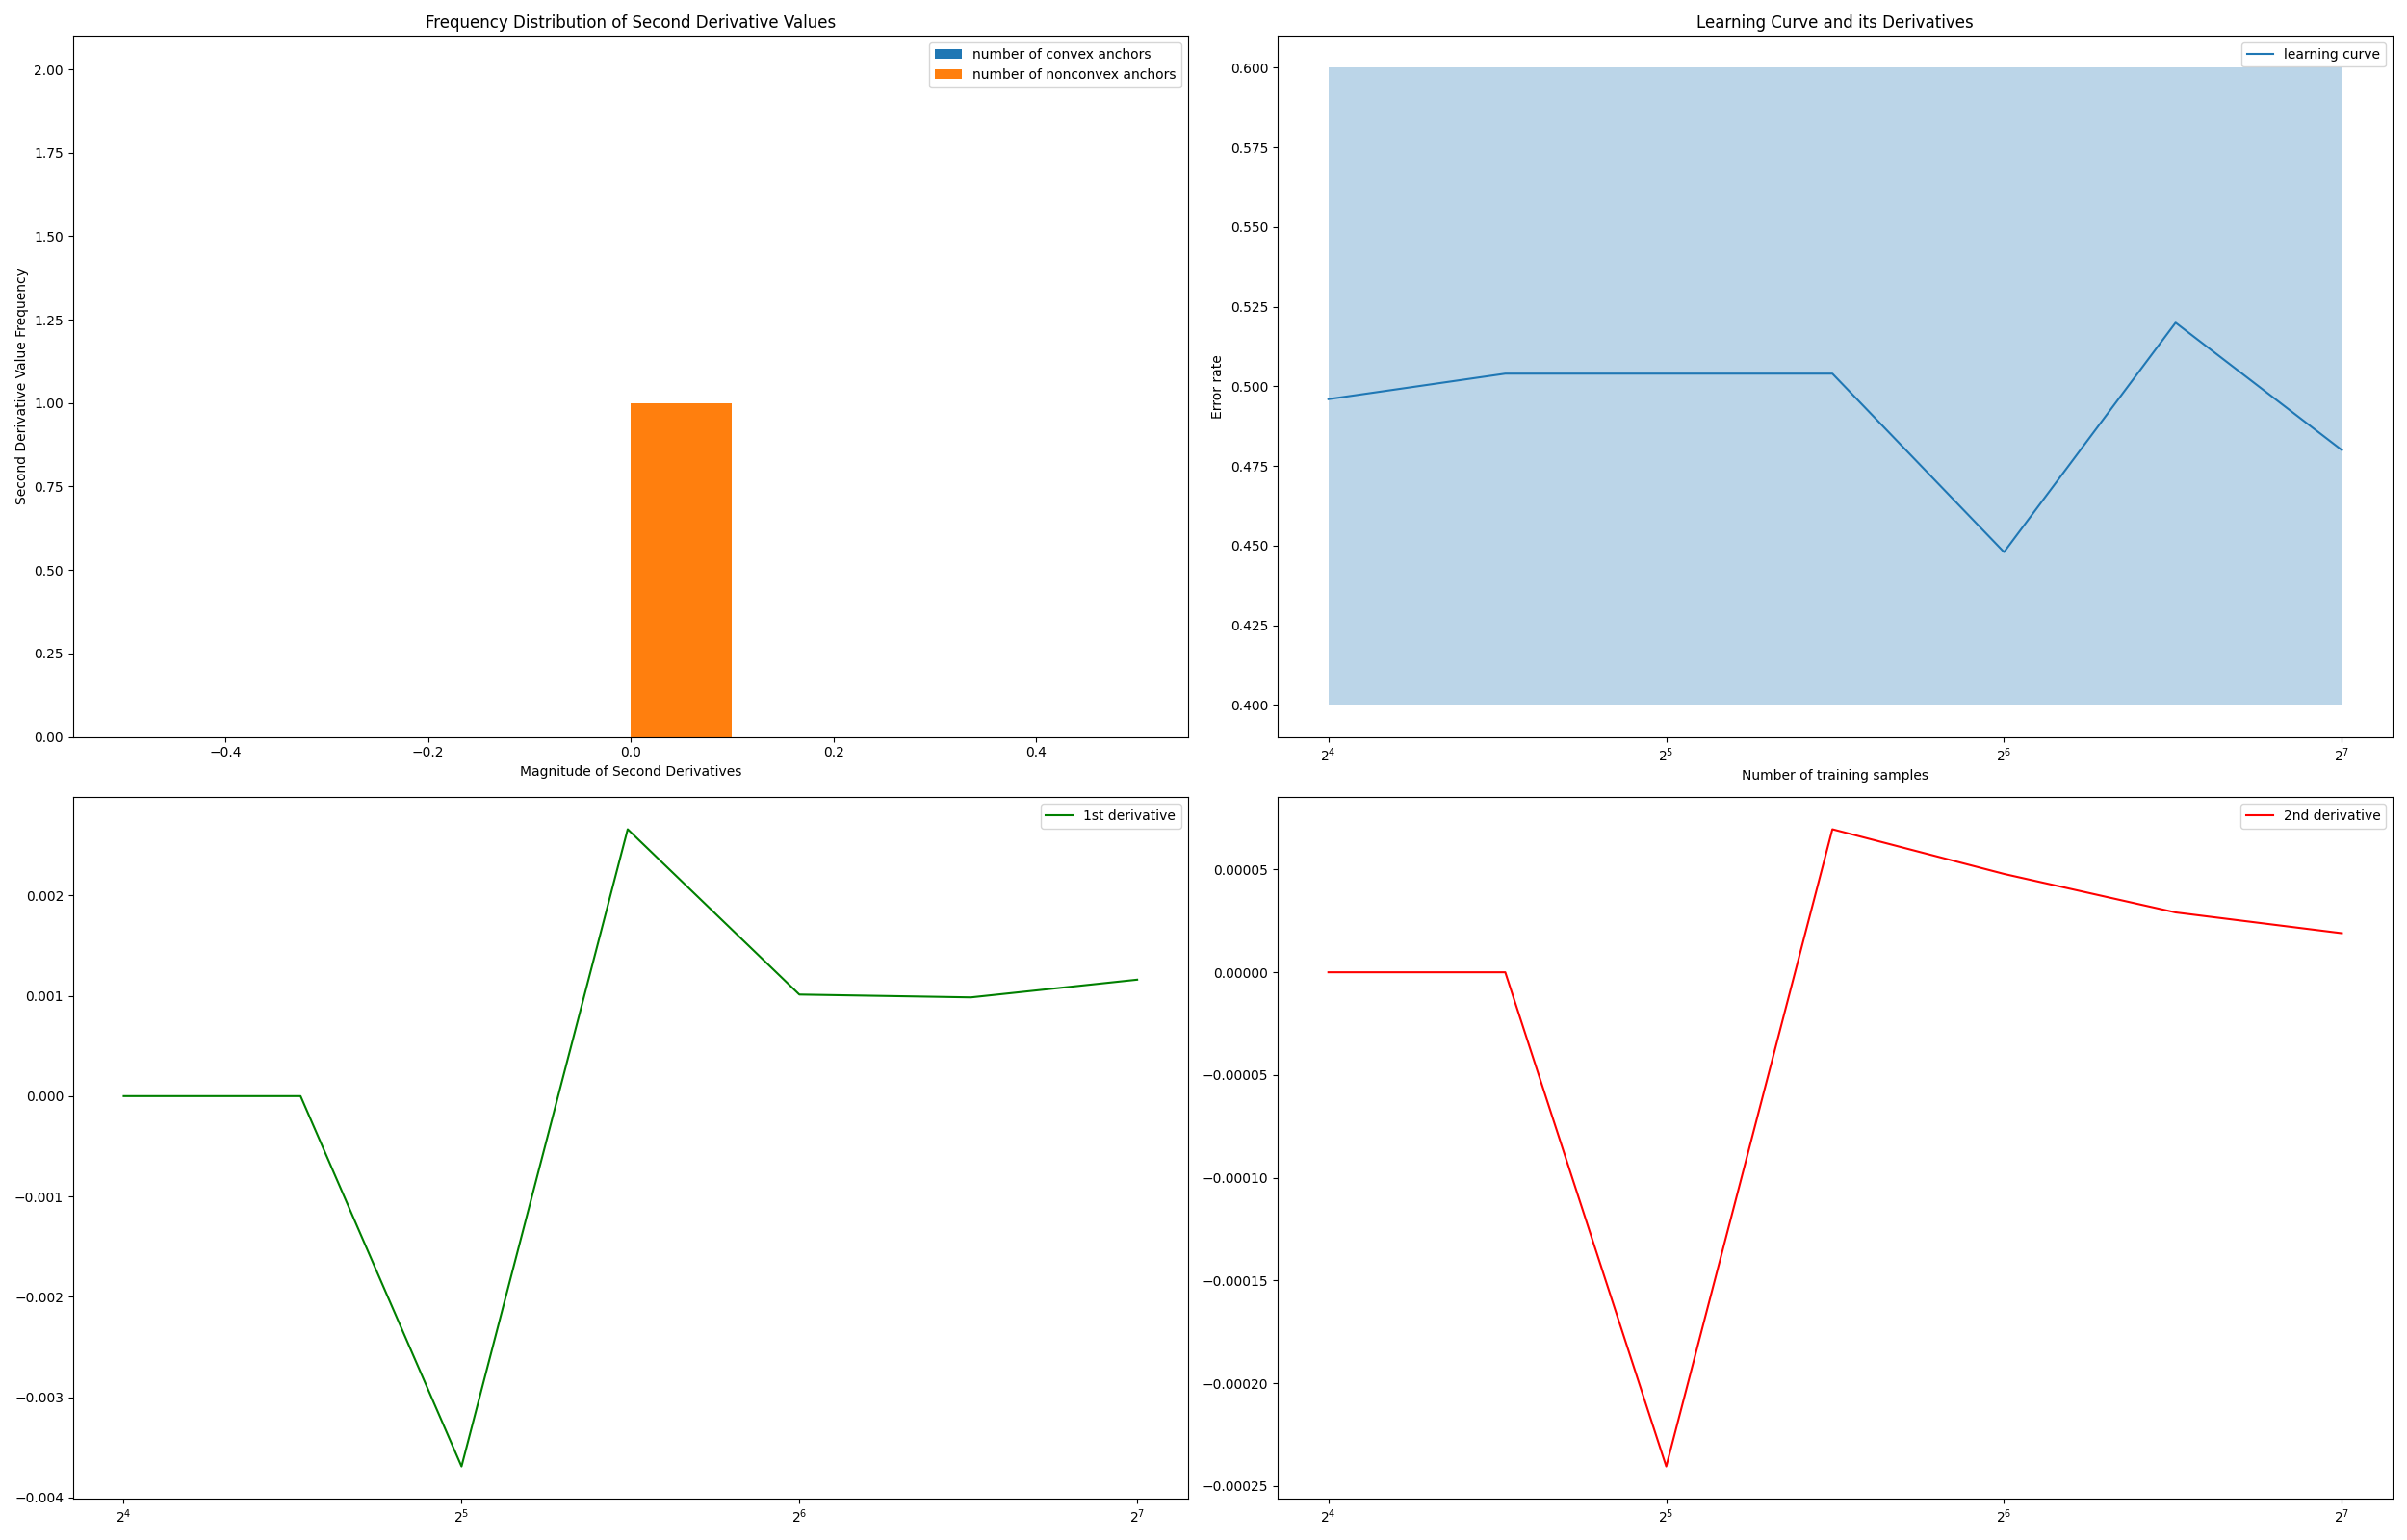 Frequency Distribution of Second Derivative Values
number of convex anchors
number of nonconvex anchors
2.00
1.75
1.50
1.25
1.00
0.75
0.50
0.25
0.00
Second Derivative Value Frequency
−0.4 −0.2 0.0 0.2 0.4
Magnitude of Second Derivatives
Learning Curve and its Derivatives
learning curve
0.600
0.575
0.550
0.525
0.500
0.475
0.450
0.425
0.400
Error rate
2⁴ 2⁵ 2⁶ 2⁷
Number of training samples
1st derivative
0.002
0.001
0.000
−0.001
−0.002
−0.003
−0.004
2⁴ 2⁵ 2⁶ 2⁷
2nd derivative
0.00005
0.00000
−0.00005
−0.00010
−0.00015
−0.00020
−0.00025
2⁴ 2⁵ 2⁶ 2⁷